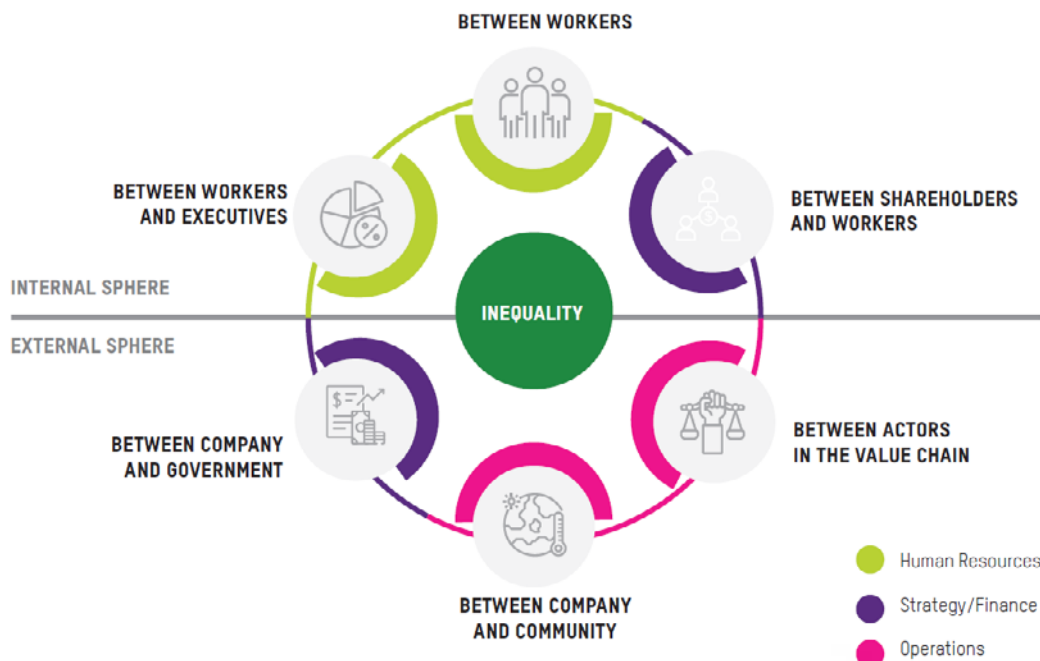 BETWEEN WORKERS
BETWEEN WORKERS
AND EXECUTIVES
BETWEEN SHAREHOLDERS
AND WORKERS
INTERNAL SPHERE
INEQUALITY
EXTERNAL SPHERE
BETWEEN COMPANY
AND GOVERNMENT
BETWEEN ACTORS
IN THE VALUE CHAIN
BETWEEN COMPANY
AND COMMUNITY
Human Resources
Strategy/Finance
Operations
$
%
$
$=